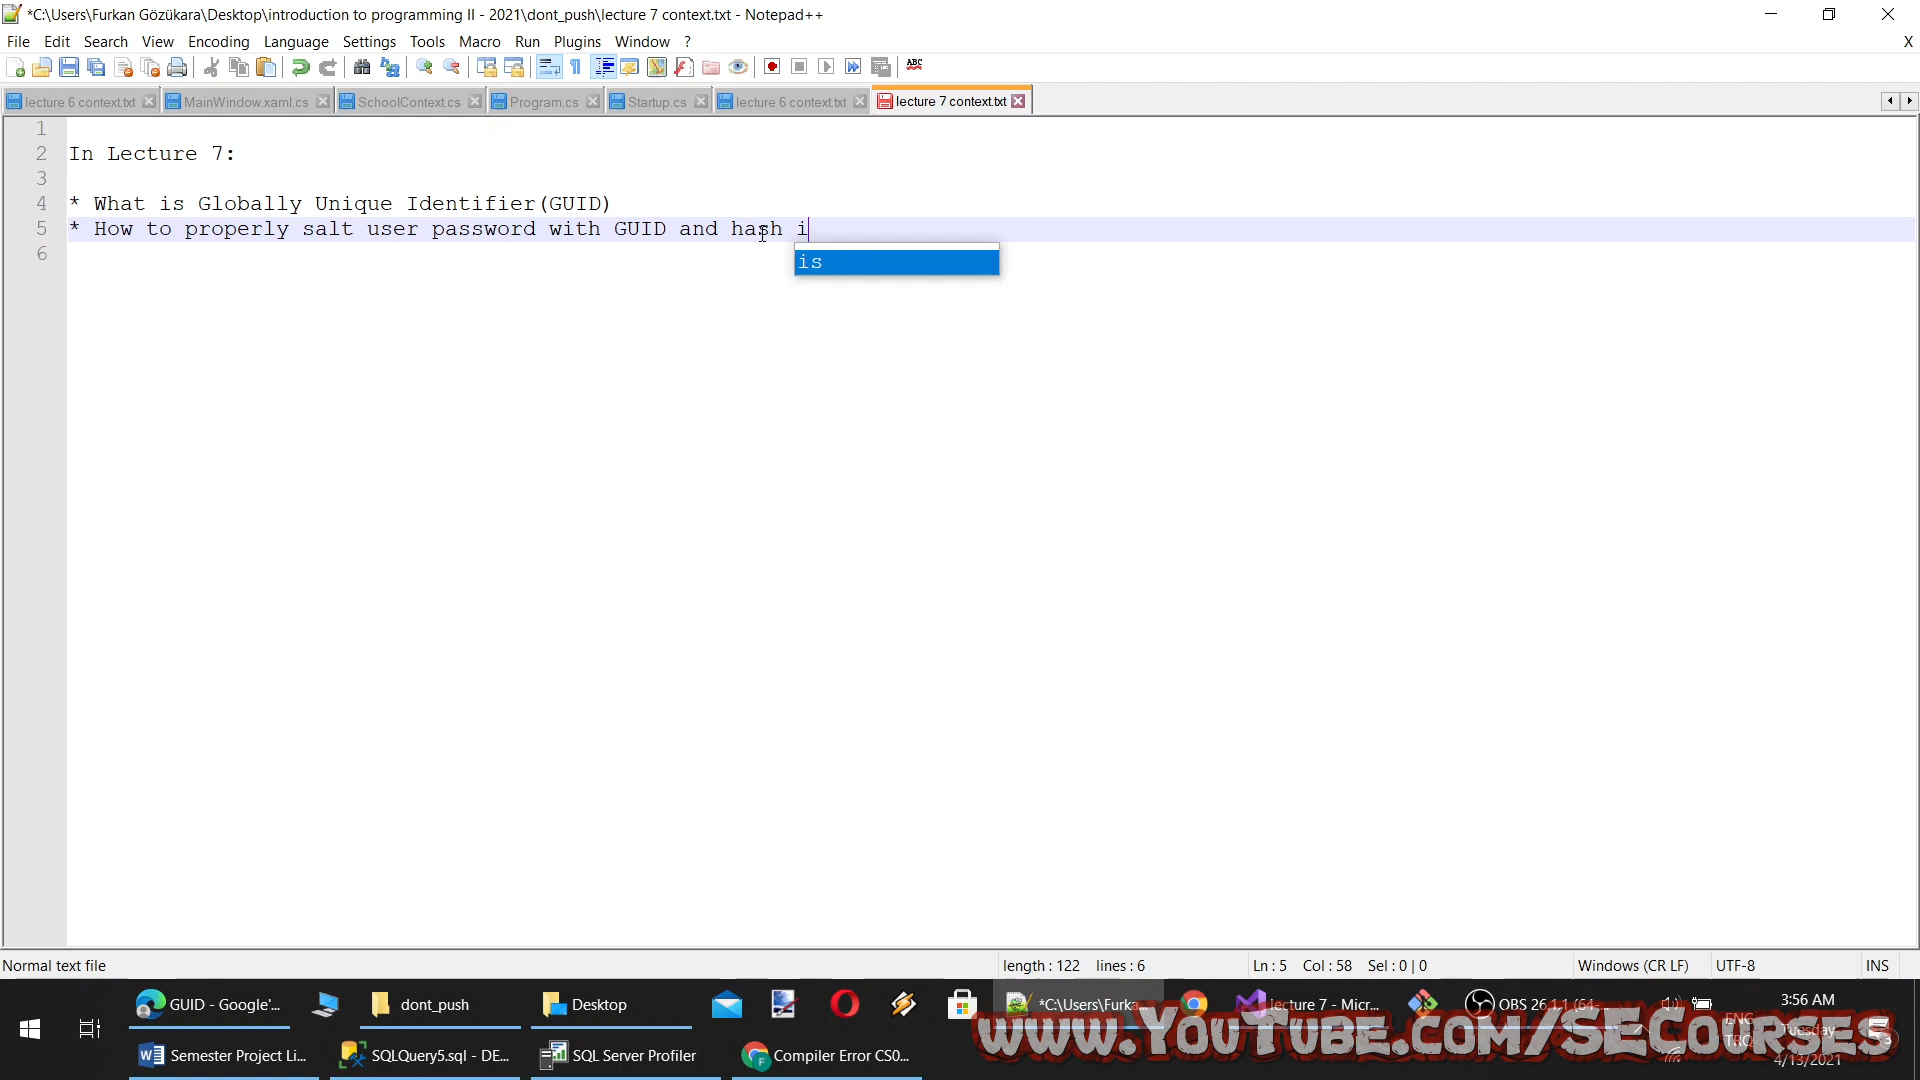 *C:\Users\Furkan Gözükara\Desktop\introduction to programming II - 2021\dont_push\lecture 7 context.txt - Notepad++
File Edit Search View Encoding Language Settings Tools Macro Run Plugins Window ? X
ABC
lecture 6 context.txt MainWindow.xaml.cs SchoolContext.cs Program.cs Startup.cs lecture 6 context.txt lecture 7 context.txt
1
2 In Lecture 7:
3
4 * What is Globally Unique Identifier(GUID)
5 * How to properly salt user password with GUID and hash i
is
6
Normal text file length : 122 lines : 6 Ln : 5 Col : 58 Sel : 0 | 0 Windows (CR LF) UTF-8 INS
GUID - Google'... dont_push Desktop *C:\Users\Furka... lecture 7 - Micr... OBS 26.1.1 (64-... 3:56 AM
ENG Tuesday
www.YouTube.com/SECourses
Semester Project Li... SQLQuery5.sql - DE... SQL Server Profiler Compiler Error CS0... 4/13/2021